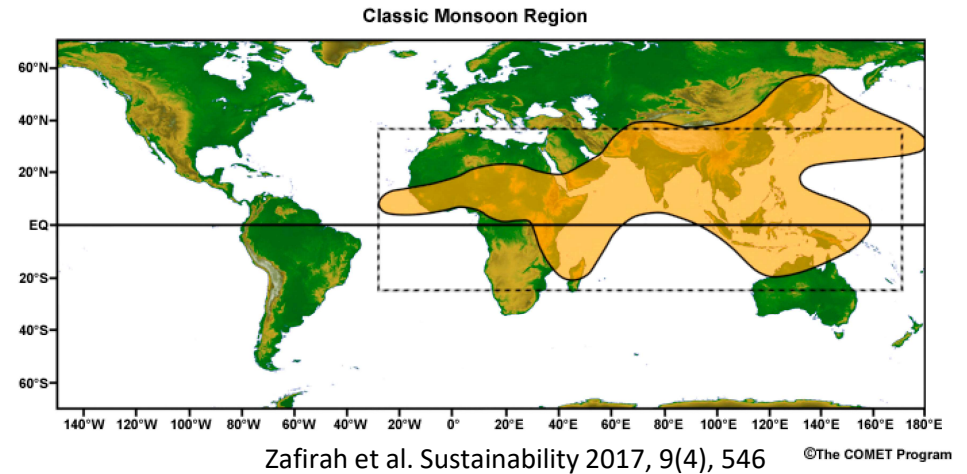 Classic Monsoon Region
60°N
40°N
20°N
EQ
20°S
40°S
60°S
140°W 120°W 100°W 80°W 60°W 40°W 20°W 0° 20°E 40°E 60°E 80°E 100°E 120°E 140°E 160°E 180°E
Zafirah et al. Sustainability 2017, 9(4), 546
©The COMET Program